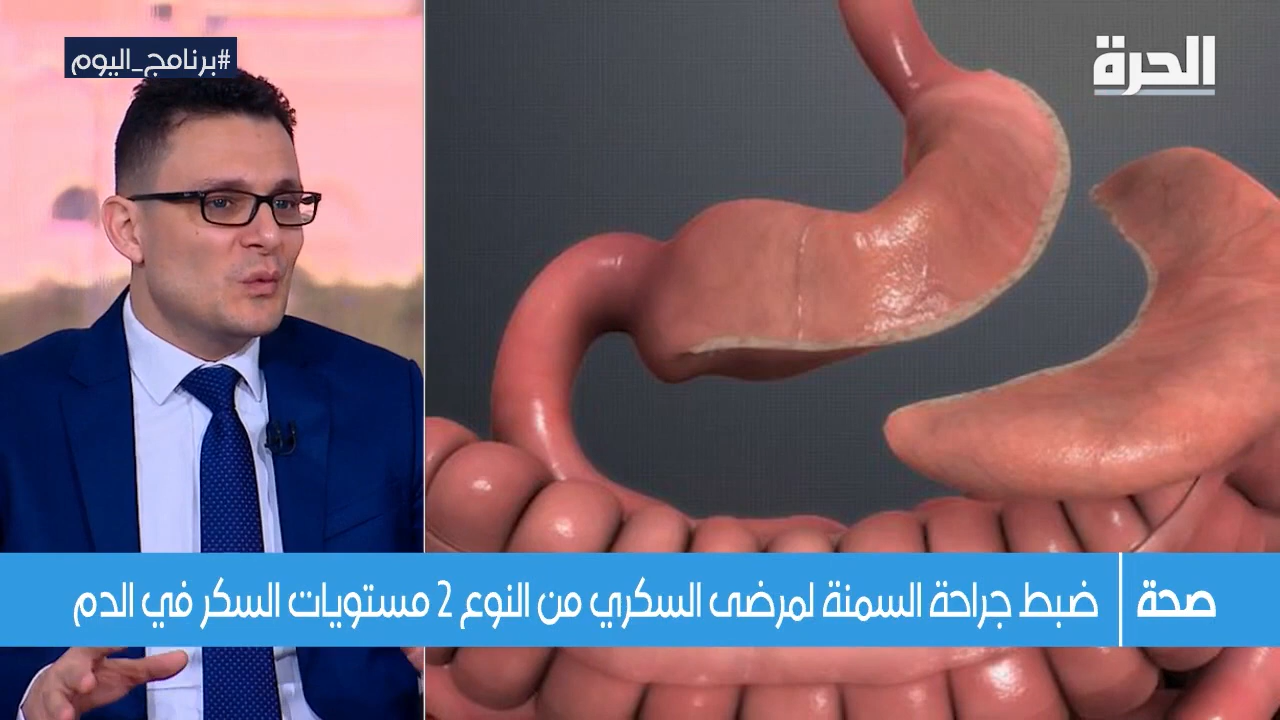 #برنامج_اليوم
الحرة
صحة
ضبط جراحة السمنة لمرضى السكري من النوع 2 مستويات السكر في الدم